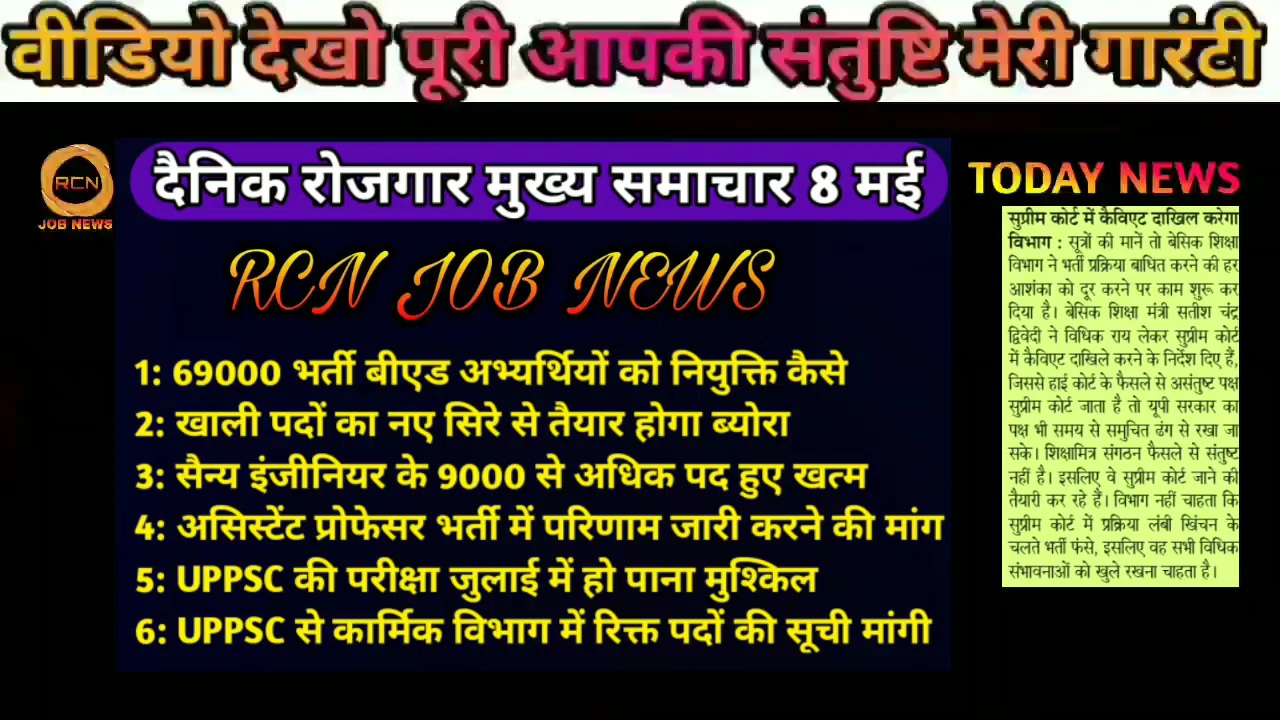 वीडियो देखो पूरी आपकी संतुष्टि मेरी गारंटी
RCN
JOB NEWS
दैनिक रोजगार मुख्य समाचार 8 मई
RCN JOB NEWS
1: 69000 भर्ती बीएड अभ्यर्थियों को नियुक्ति कैसे
2: खाली पदों का नए सिरे से तैयार होगा ब्योरा
3: सैन्य इंजीनियर के 9000 से अधिक पद हुए खत्म
4: असिस्टेंट प्रोफेसर भर्ती में परिणाम जारी करने की मांग
5: UPPSC की परीक्षा जुलाई में हो पाना मुश्किल
6: UPPSC से कार्मिक विभाग में रिक्त पदों की सूची मांगी
TODAY NEWS
सुप्रीम कोर्ट में कैविएट दाखिल करेगा
विभाग : सूत्रों की मानें तो बेसिक शिक्षा
विभाग ने भर्ती प्रक्रिया बाधित करने की हर
आशंका को दूर करने पर काम शुरू कर
दिया है। बेसिक शिक्षा मंत्री सतीश चंद्र
द्विवेदी ने विधिक राय लेकर सुप्रीम कोर्ट
में कैविएट दाखिले करने के निर्देश दिए हैं,
जिससे हाई कोर्ट के फैसले से असंतुष्ट पक्ष
सुप्रीम कोर्ट जाता है तो यूपी सरकार का
पक्ष भी समय से समुचित ढंग से रखा जा
सके। शिक्षामित्र संगठन फैसले से संतुष्ट
नहीं है। इसलिए वे सुप्रीम कोर्ट जाने की
तैयारी कर रहे हैं। विभाग नहीं चाहता कि
सुप्रीम कोर्ट में प्रक्रिया लंबी खिंचन के
चलते भर्ती फंसे, इसलिए वह सभी विधिक
संभावनाओं को खुले रखना चाहता है।